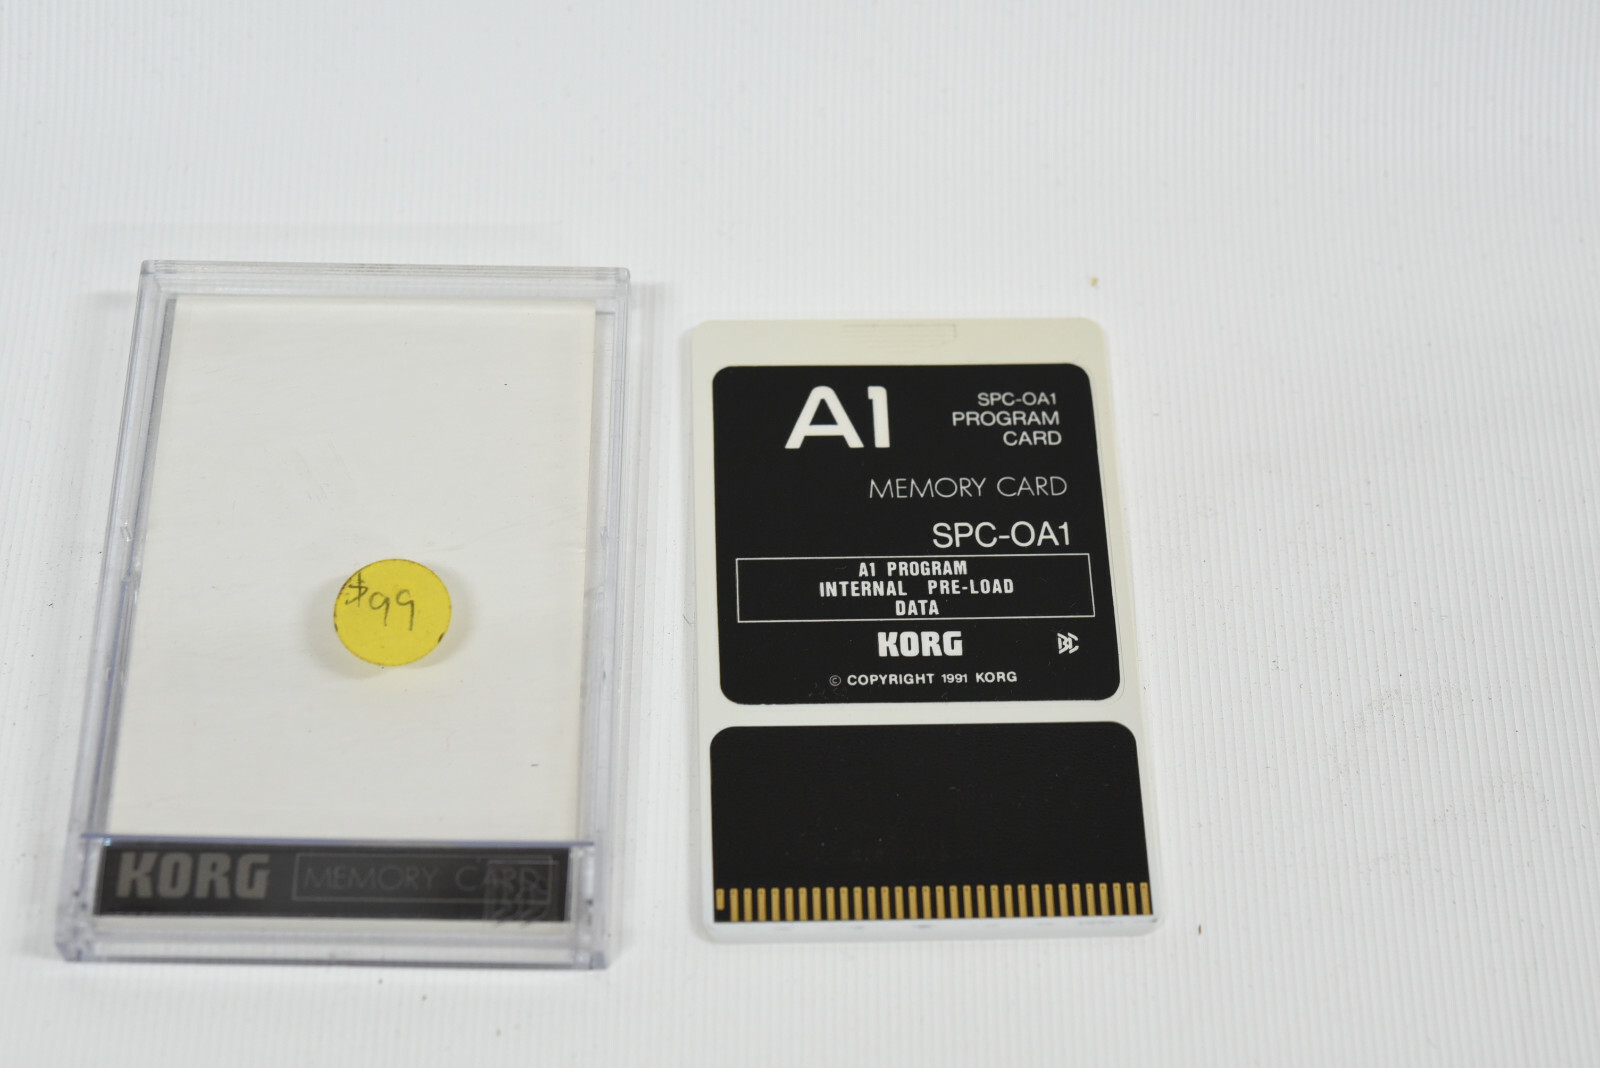 $99
KORG MEMORY CARD
A1
SPC-OA1
PROGRAM
CARD
MEMORY CARD
SPC-OA1
A1 PROGRAM
INTERNAL PRE-LOAD
DATA
KORG
© COPYRIGHT 1991 KORG